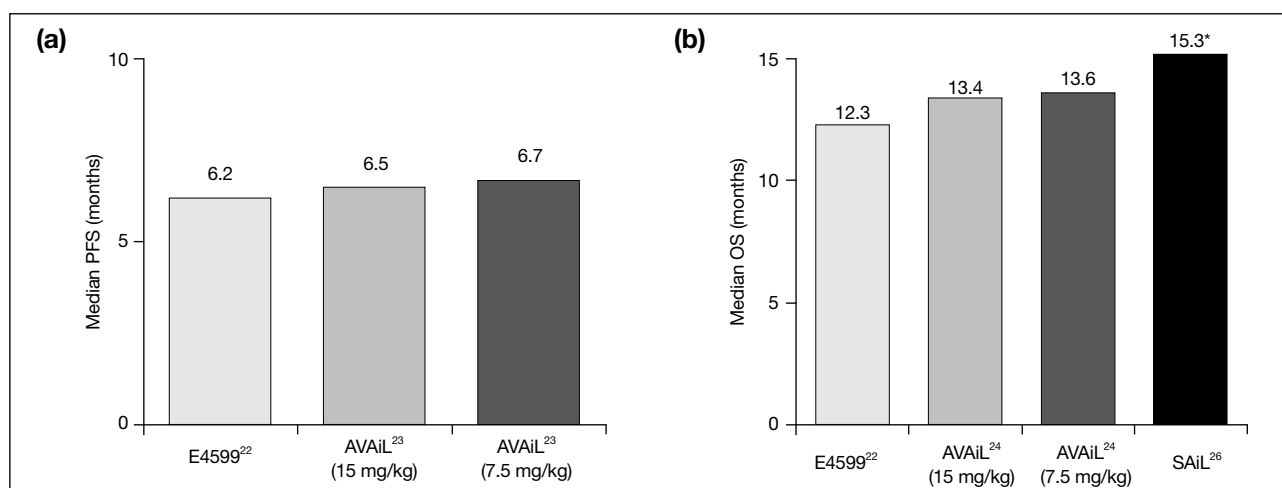 (a)
10
5
0
Median PFS (months)
6.2
6.5
6.7
E4599²²
AVAiL²³
(15 mg/kg)
AVAiL²³
(7.5 mg/kg)
(b)
15
10
5
0
Median OS (months)
12.3
13.4
13.6
15.3*
E4599²²
AVAiL²⁴
(15 mg/kg)
AVAiL²⁴
(7.5 mg/kg)
SAiL²⁶